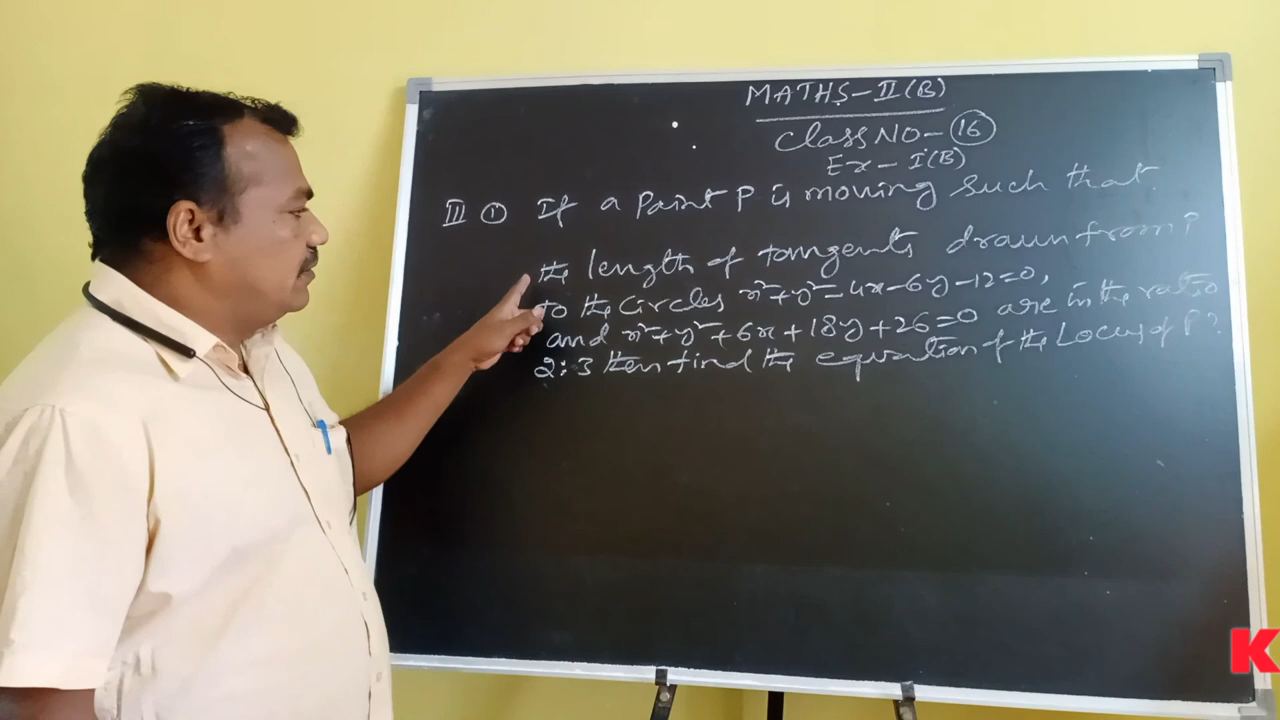 MATHS-II(B)
Class NO-16
Ex- I(B)
III ① If a Point P is moving such that
the length of tangents drawn from P
to the Circles x²+y²-4x-6y-12=0,
and x²+y²+6x+18y+26=0 are in the ratio
2:3 then find the equation of the Locus of P?
K